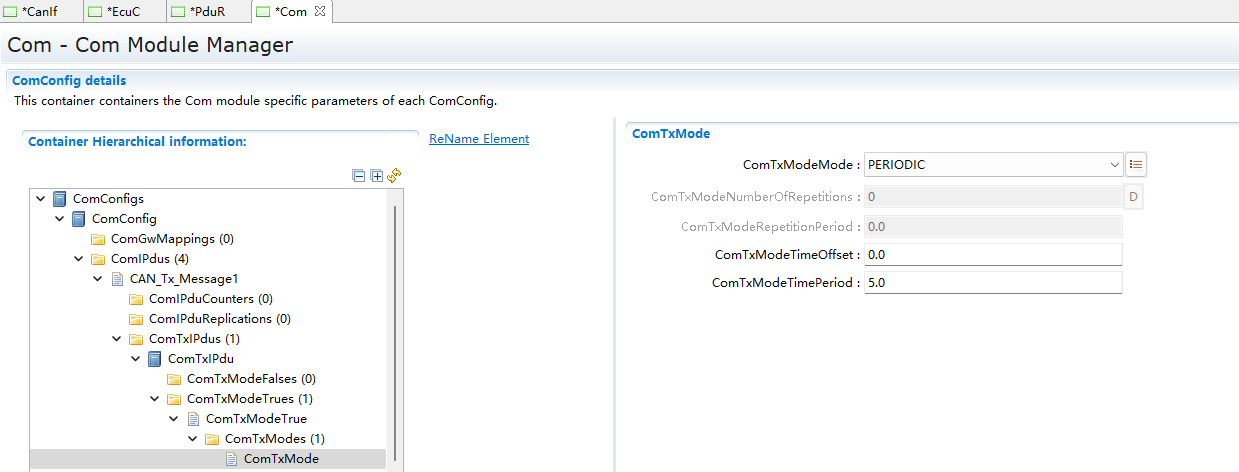 *CanIf *EcuC *PduR *Com
Com - Com Module Manager
ComConfig details
This container containers the Com module specific parameters of each ComConfig.
Container Hierarchical information:
ReName Element
ComConfigs
ComConfig
ComGwMappings (0)
ComIPdus (4)
CAN_Tx_Message1
ComIPduCounters (0)
ComIPduReplications (0)
ComTxIPdus (1)
ComTxIPdu
ComTxModeFalses (0)
ComTxModeTrues (1)
ComTxModeTrue
ComTxModes (1)
ComTxMode
ComTxMode
ComTxModeMode : PERIODIC
ComTxModeNumberOfRepetitions : 0 D
ComTxModeRepetitionPeriod : 0.0
ComTxModeTimeOffset : 0.0
ComTxModeTimePeriod : 5.0